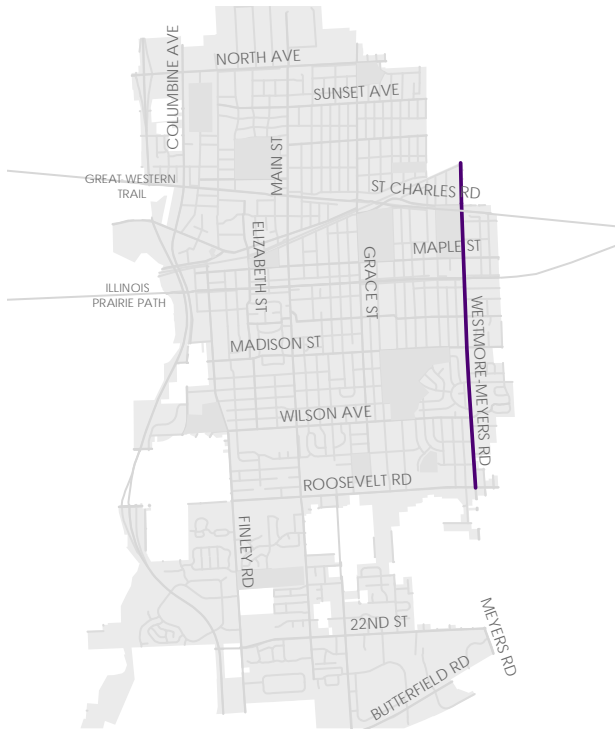 COLUMBINE AVE
NORTH AVE
SUNSET AVE
MAIN ST
GREAT WESTERN
TRAIL
ST CHARLES RD
ELIZABETH ST
GRACE ST
MAPLE ST
ILLINOIS
PRAIRIE PATH
WESTMORE-MEYERS RD
MADISON ST
WILSON AVE
ROOSEVELT RD
FINLEY RD
22ND ST
MEYERS RD
BUTTERFIELD RD